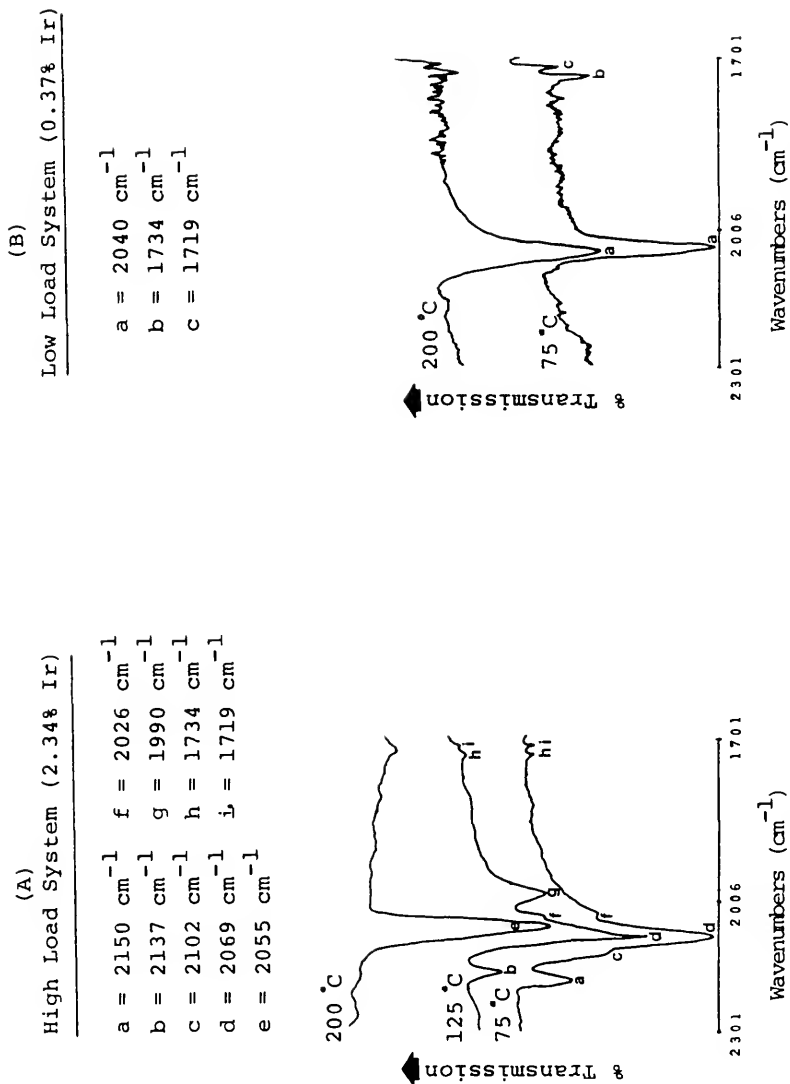 (A)
High Load System (2.34% Ir)
a = 2150 cm⁻¹ f = 2026 cm⁻¹
b = 2137 cm⁻¹ g = 1990 cm⁻¹
c = 2102 cm⁻¹ h = 1734 cm⁻¹
d = 2069 cm⁻¹ i = 1719 cm⁻¹
e = 2055 cm⁻¹
% Transmission
200°C
125°C
75°C
e
b
d
f
g
h i
a
c
d
f
h i
2301 2006 1701
Wavenumbers (cm⁻¹)
(B)
Low Load System (0.37% Ir)
a = 2040 cm⁻¹
b = 1734 cm⁻¹
c = 1719 cm⁻¹
% Transmission
200°C
75°C
a
a
b
c
2301 2006 1701
Wavenumbers (cm⁻¹)